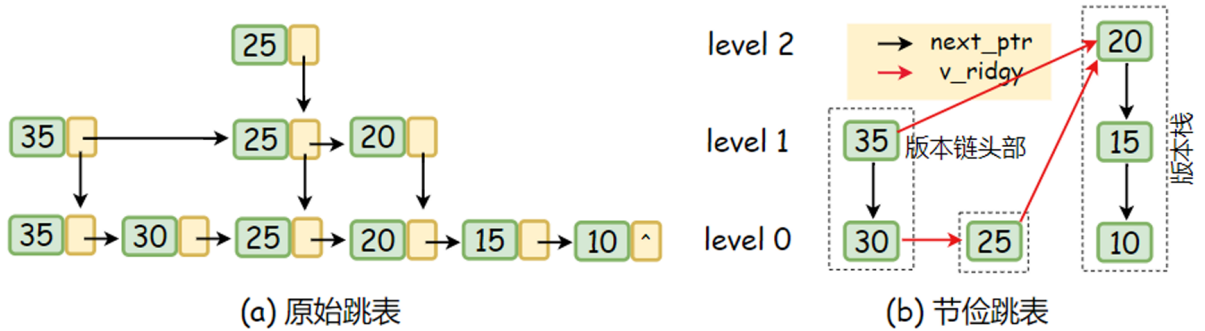 25
35 25 20
35 30 25 20 15 10 ^
(a) 原始跳表
level 2
level 1
level 0
next_ptr
v_ridgy
20
35
版本链头部
15
版本栈
30
25
10
(b) 节俭跳表